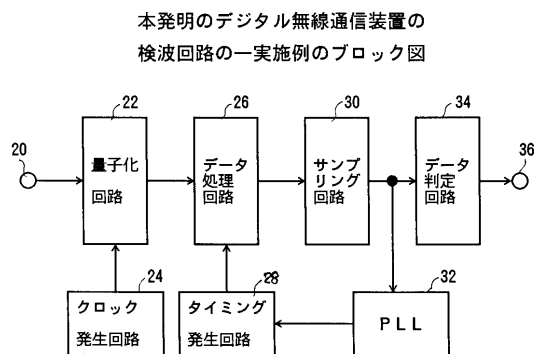 本発明のデジタル無線通信装置の
検波回路の一実施例のブロック図
22
26
30
34
20
36
量子化
回路
データ
処理
回路
サンプ
リング
回路
データ
判定
回路
24
28
32
クロック
発生回路
タイミング
発生回路
PLL